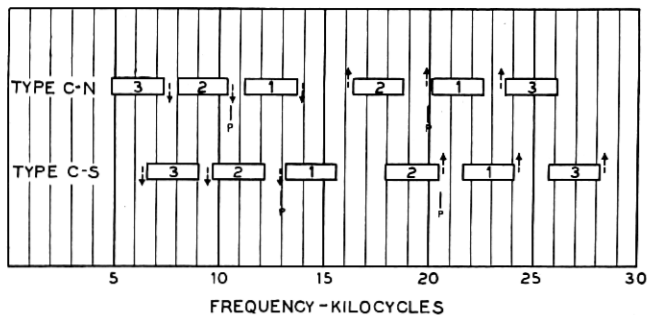 TYPE C-N 3 2 1 2 1 3
P P
TYPE C-S 3 2 1 2 1 3
P P
5 10 15 20 25 30
FREQUENCY-KILOCYCLES